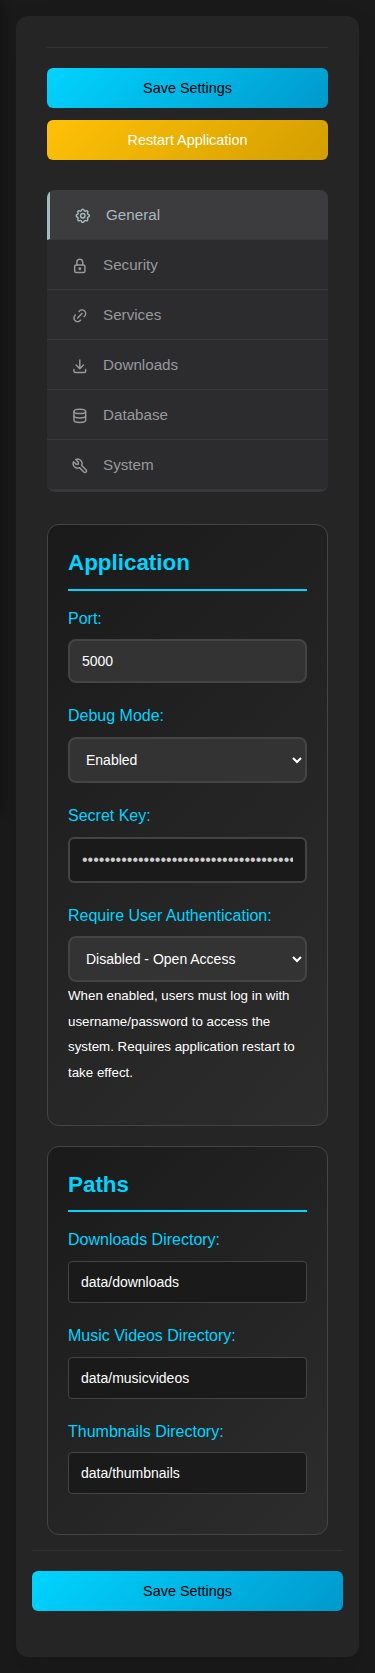 Save Settings
Restart Application
General
Security
Services
Downloads
Database
System
Application
Port:
5000
Debug Mode:
Enabled
Secret Key:
••••••••••••••••••••••••••••••••••••••
Require User Authentication:
Disabled - Open Access
When enabled, users must log in with
username/password to access the
system. Requires application restart to
take effect.
Paths
Downloads Directory:
data/downloads
Music Videos Directory:
data/musicvideos
Thumbnails Directory:
data/thumbnails
Save Settings